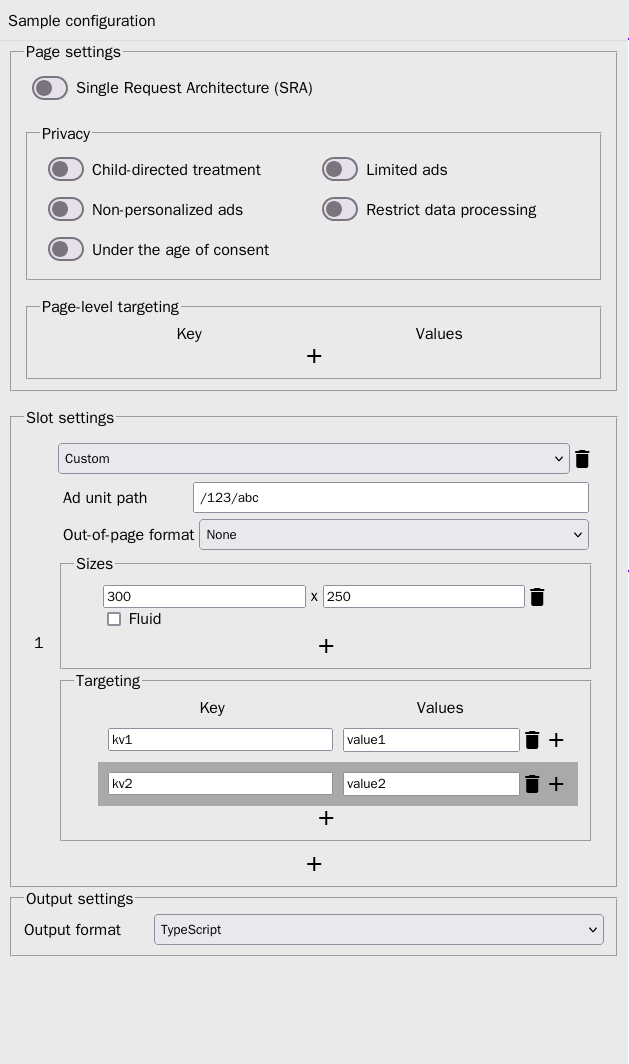 Sample configuration
Page settings
Single Request Architecture (SRA)
Privacy
Child-directed treatment Limited ads
Non-personalized ads Restrict data processing
Under the age of consent
Page-level targeting
Key Values
+
Slot settings
Custom
Ad unit path /123/abc
Out-of-page format None
Sizes
300 x 250
Fluid
+
1
Targeting
Key Values
kv1 value1 +
kv2 value2 +
+
+
Output settings
Output format TypeScript